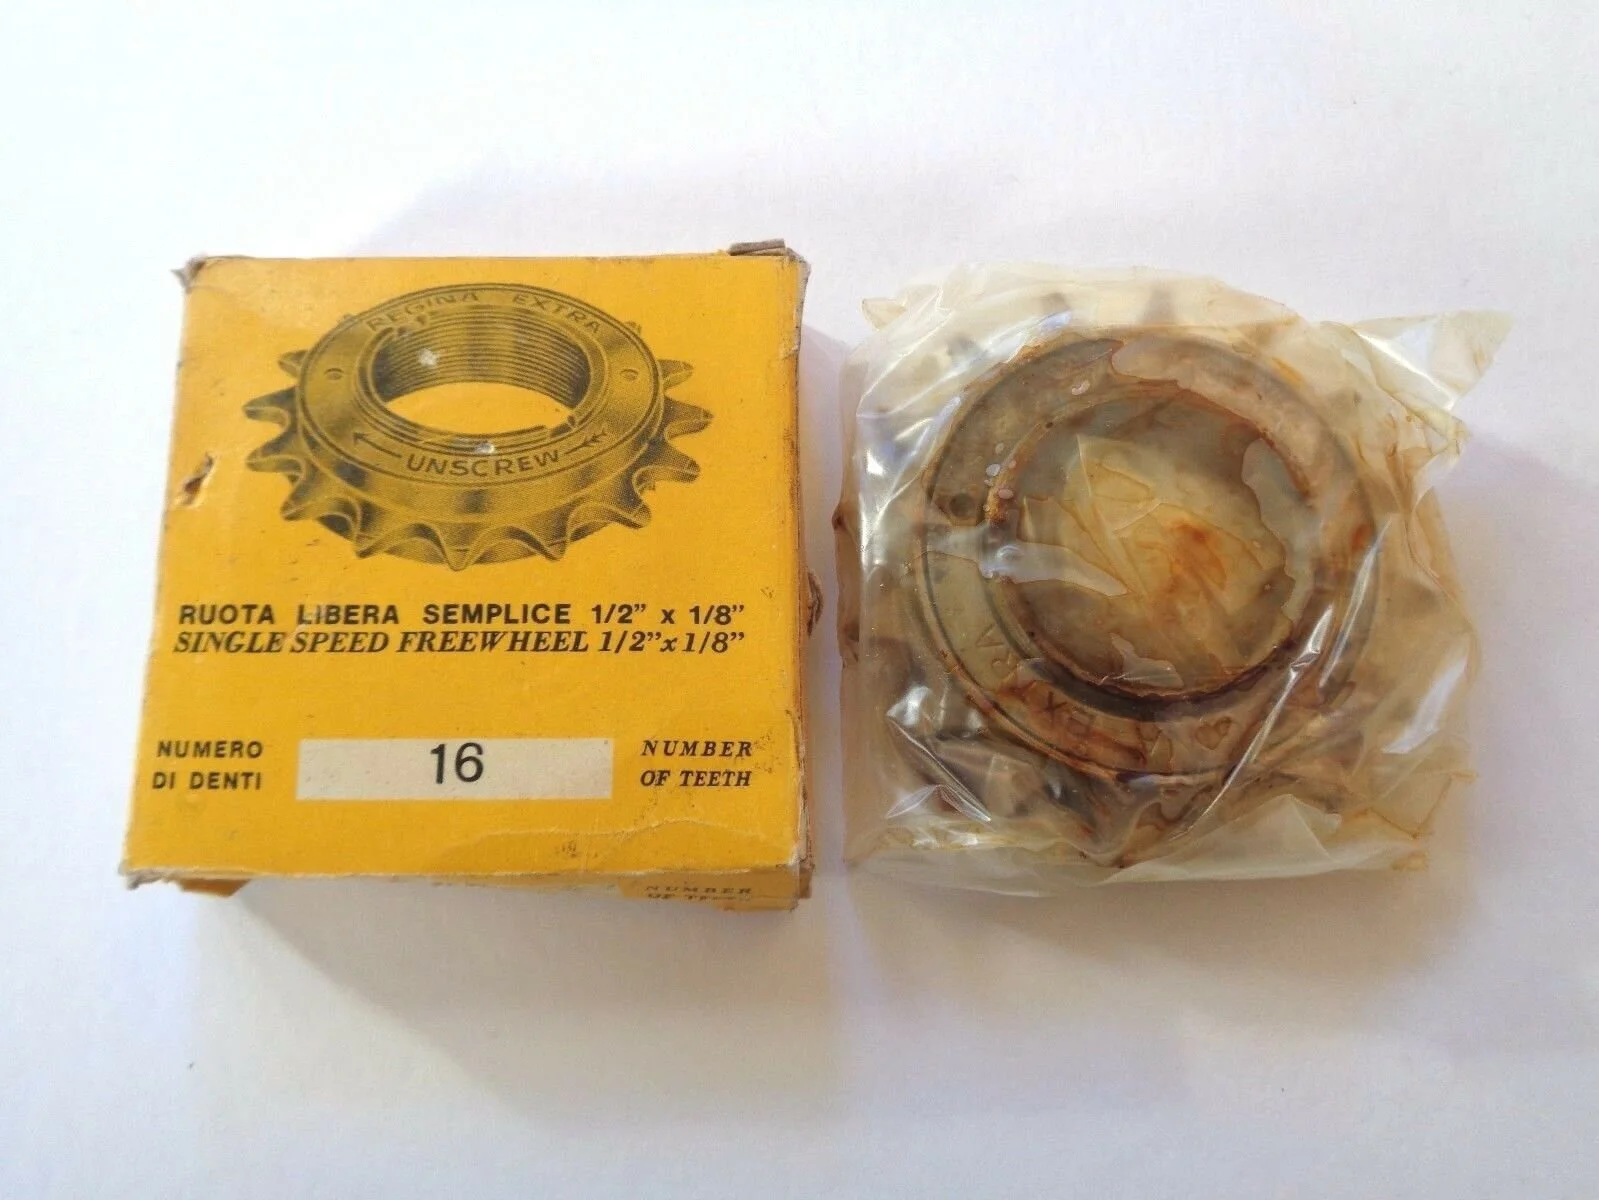 REGINA EXTRA
UNSCREW
RUOTA LIBERA SEMPLICE 1/2" x 1/8"
SINGLE SPEED FREEWHEEL 1/2" x 1/8"
NUMERO
DI DENTI
16
NUMBER
OF TEETH
NUMBER
EXTRA